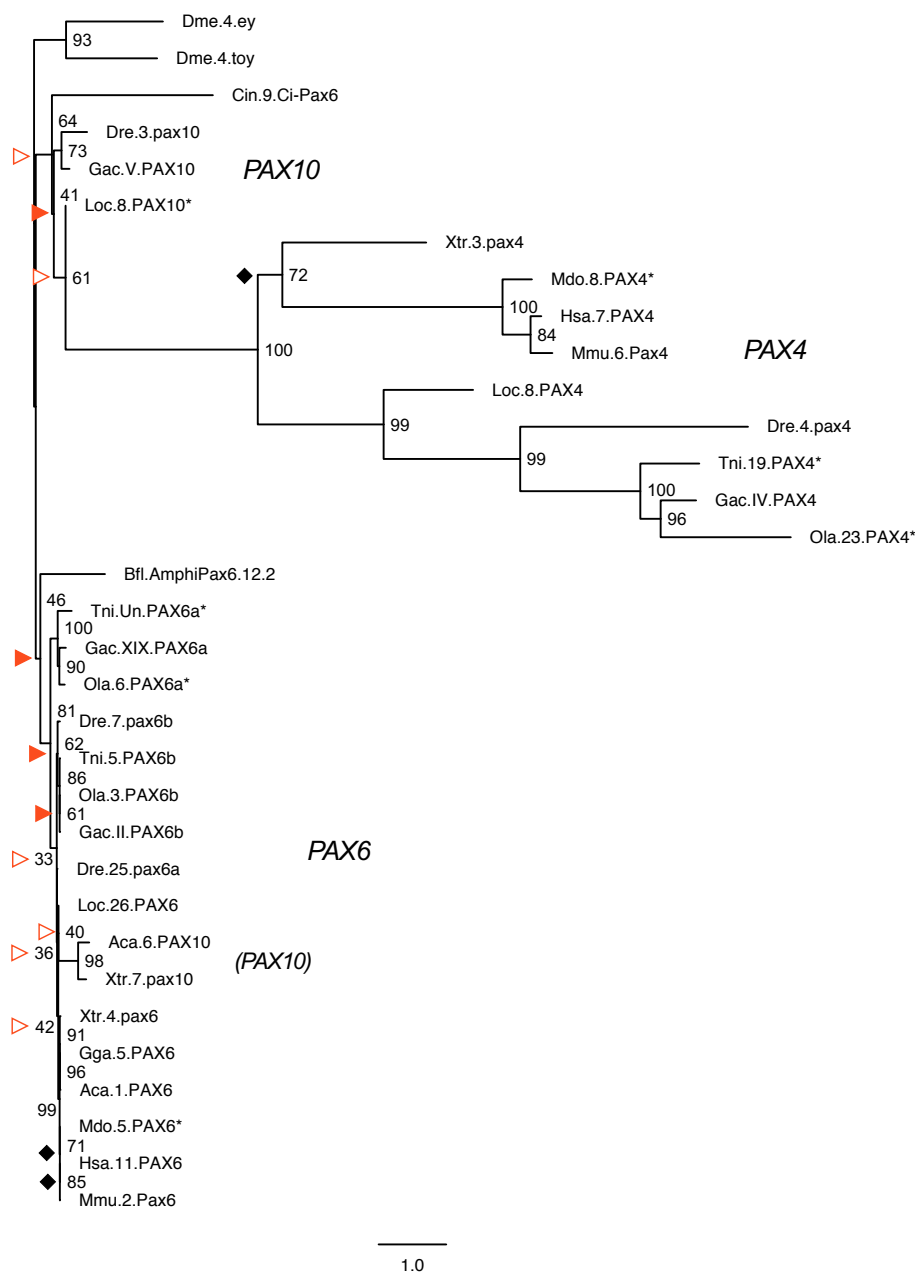 Dme.4.ey
93
Dme.4.toy
Cin.9.Ci-Pax6
64
Dre.3.pax10
73
Gac.V.PAX10
PAX10
41
Loc.8.PAX10*
Xtr.3.pax4
61
72
Mdo.8.PAX4*
100
Hsa.7.PAX4
84
100
Mmu.6.Pax4
PAX4
Loc.8.PAX4
99
Dre.4.pax4
99
Tni.19.PAX4*
100
Gac.IV.PAX4
96
Ola.23.PAX4*
Bfl.AmphiPax6.12.2
46
Tni.Un.PAX6a*
100
Gac.XIX.PAX6a
90
Ola.6.PAX6a*
81
Dre.7.pax6b
62
Tni.5.PAX6b
86
Ola.3.PAX6b
61
Gac.II.PAX6b
PAX6
33
Dre.25.pax6a
Loc.26.PAX6
40
Aca.6.PAX10
36
98
(PAX10)
Xtr.7.pax10
Xtr.4.pax6
42
91
Gga.5.PAX6
96
Aca.1.PAX6
99
Mdo.5.PAX6*
71
Hsa.11.PAX6
85
Mmu.2.Pax6
1.0